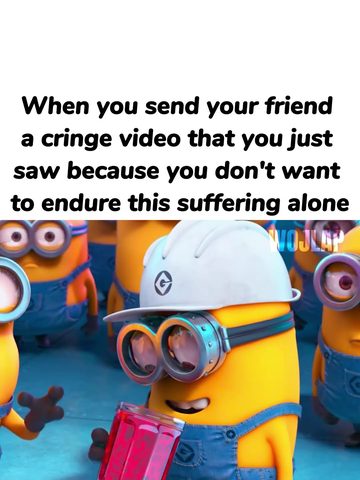 When you send your friend
a cringe video that you just
saw because you don't want
to endure this suffering alone
WOJLAP
G